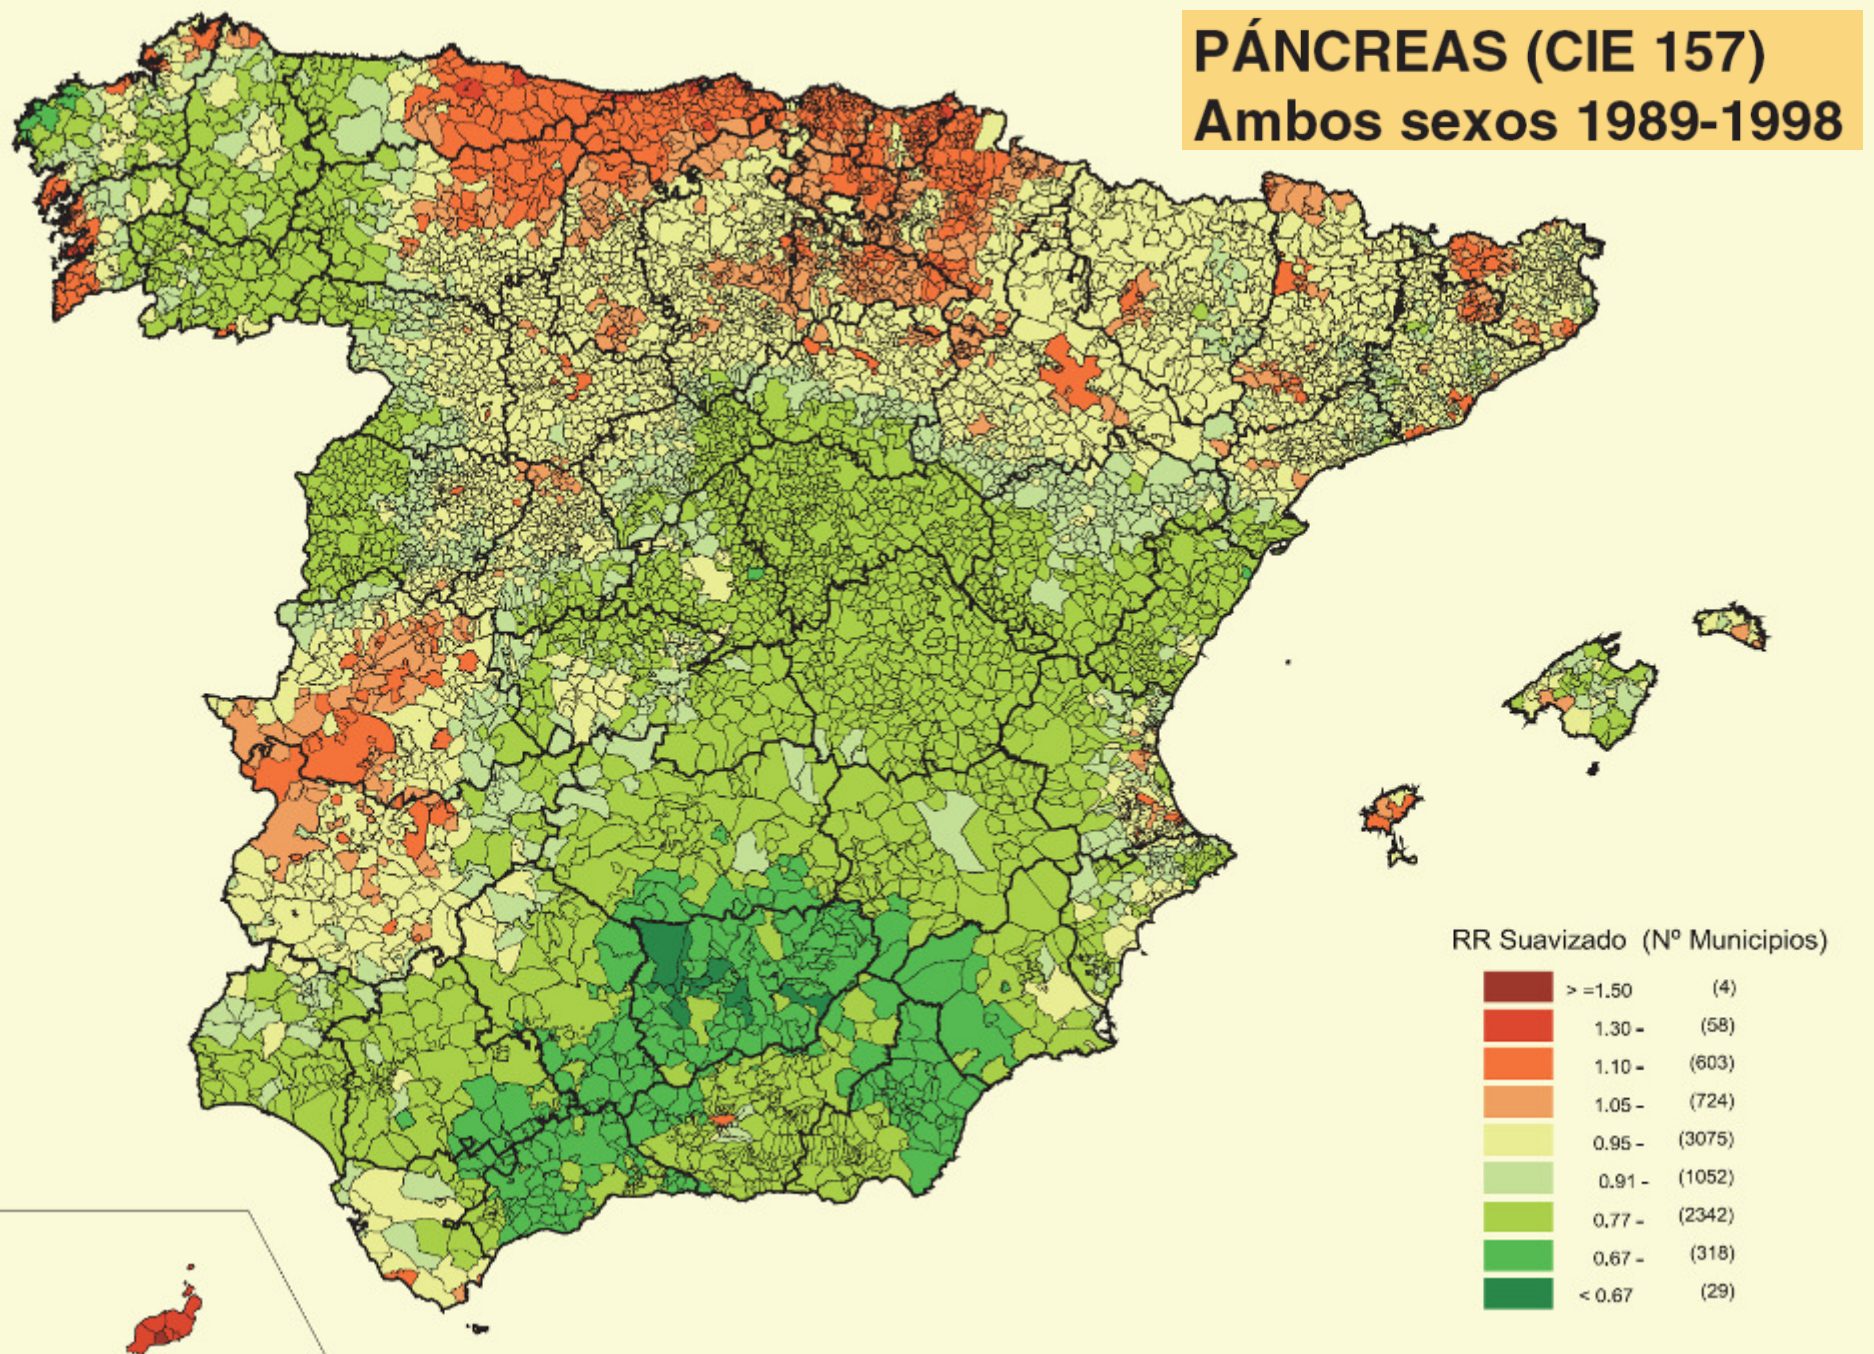 PÁNCREAS (CIE 157)
Ambos sexos 1989-1998
RR Suavizado (Nº Municipios)
> =1.50 (4)
1.30 - (58)
1.10 - (603)
1.05 - (724)
0.95 - (3075)
0.91 - (1052)
0.77 - (2342)
0.67 - (318)
< 0.67 (29)